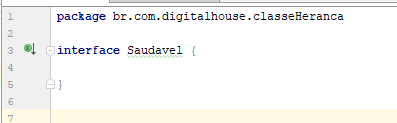 1 package br.com.digitalhouse.classeHeranca
2
3 interface Saudavel {
4
5 }
6
7